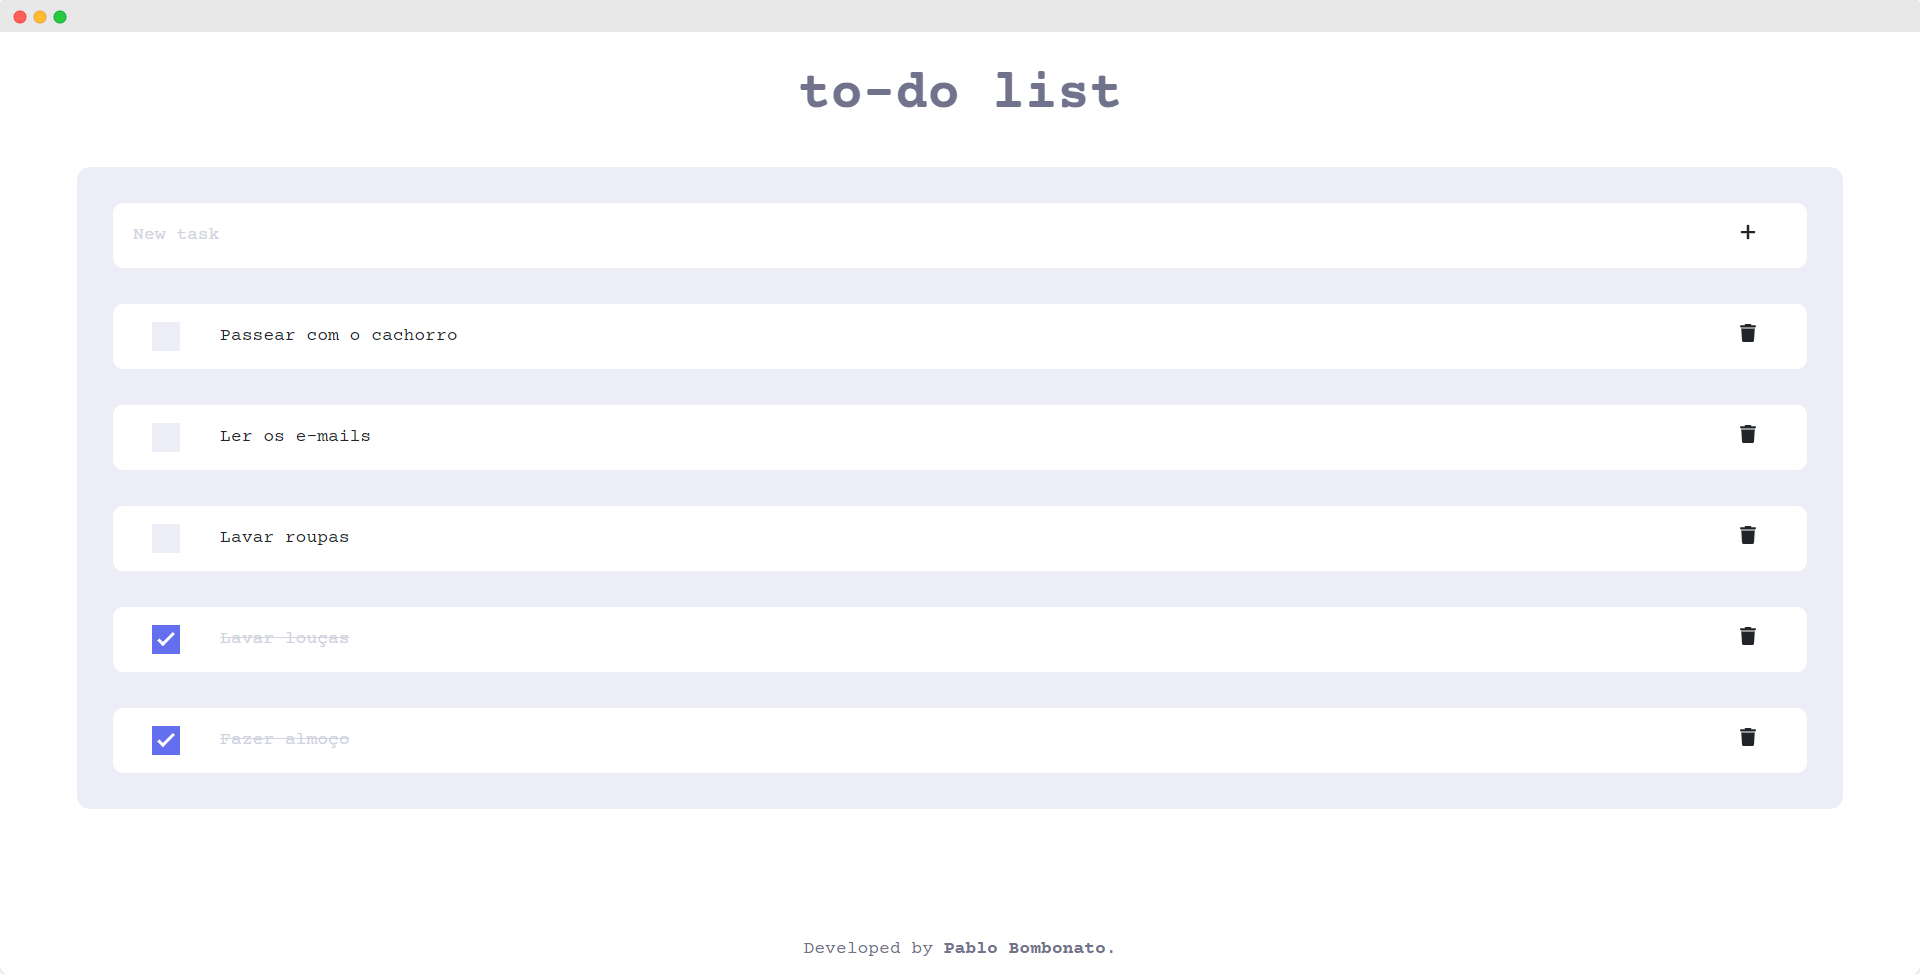 to-do list
New task
Passear com o cachorro
Ler os e-mails
Lavar roupas
Lavar louças
Fazer almoço
Developed by Pablo Bombonato.